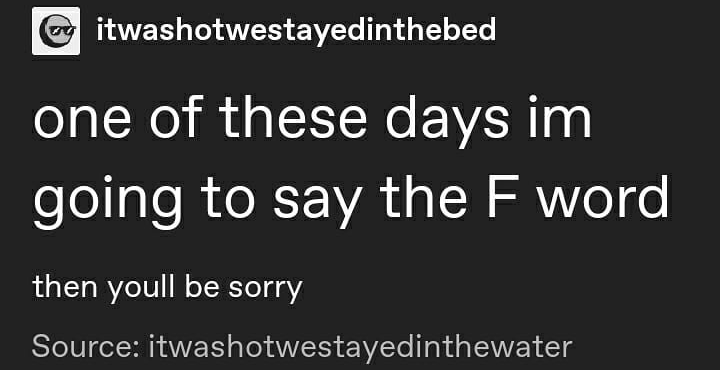 itwashotwestayedinthebed
one of these days im
going to say the F word
then youll be sorry
Source: itwashotwestayedinthewater